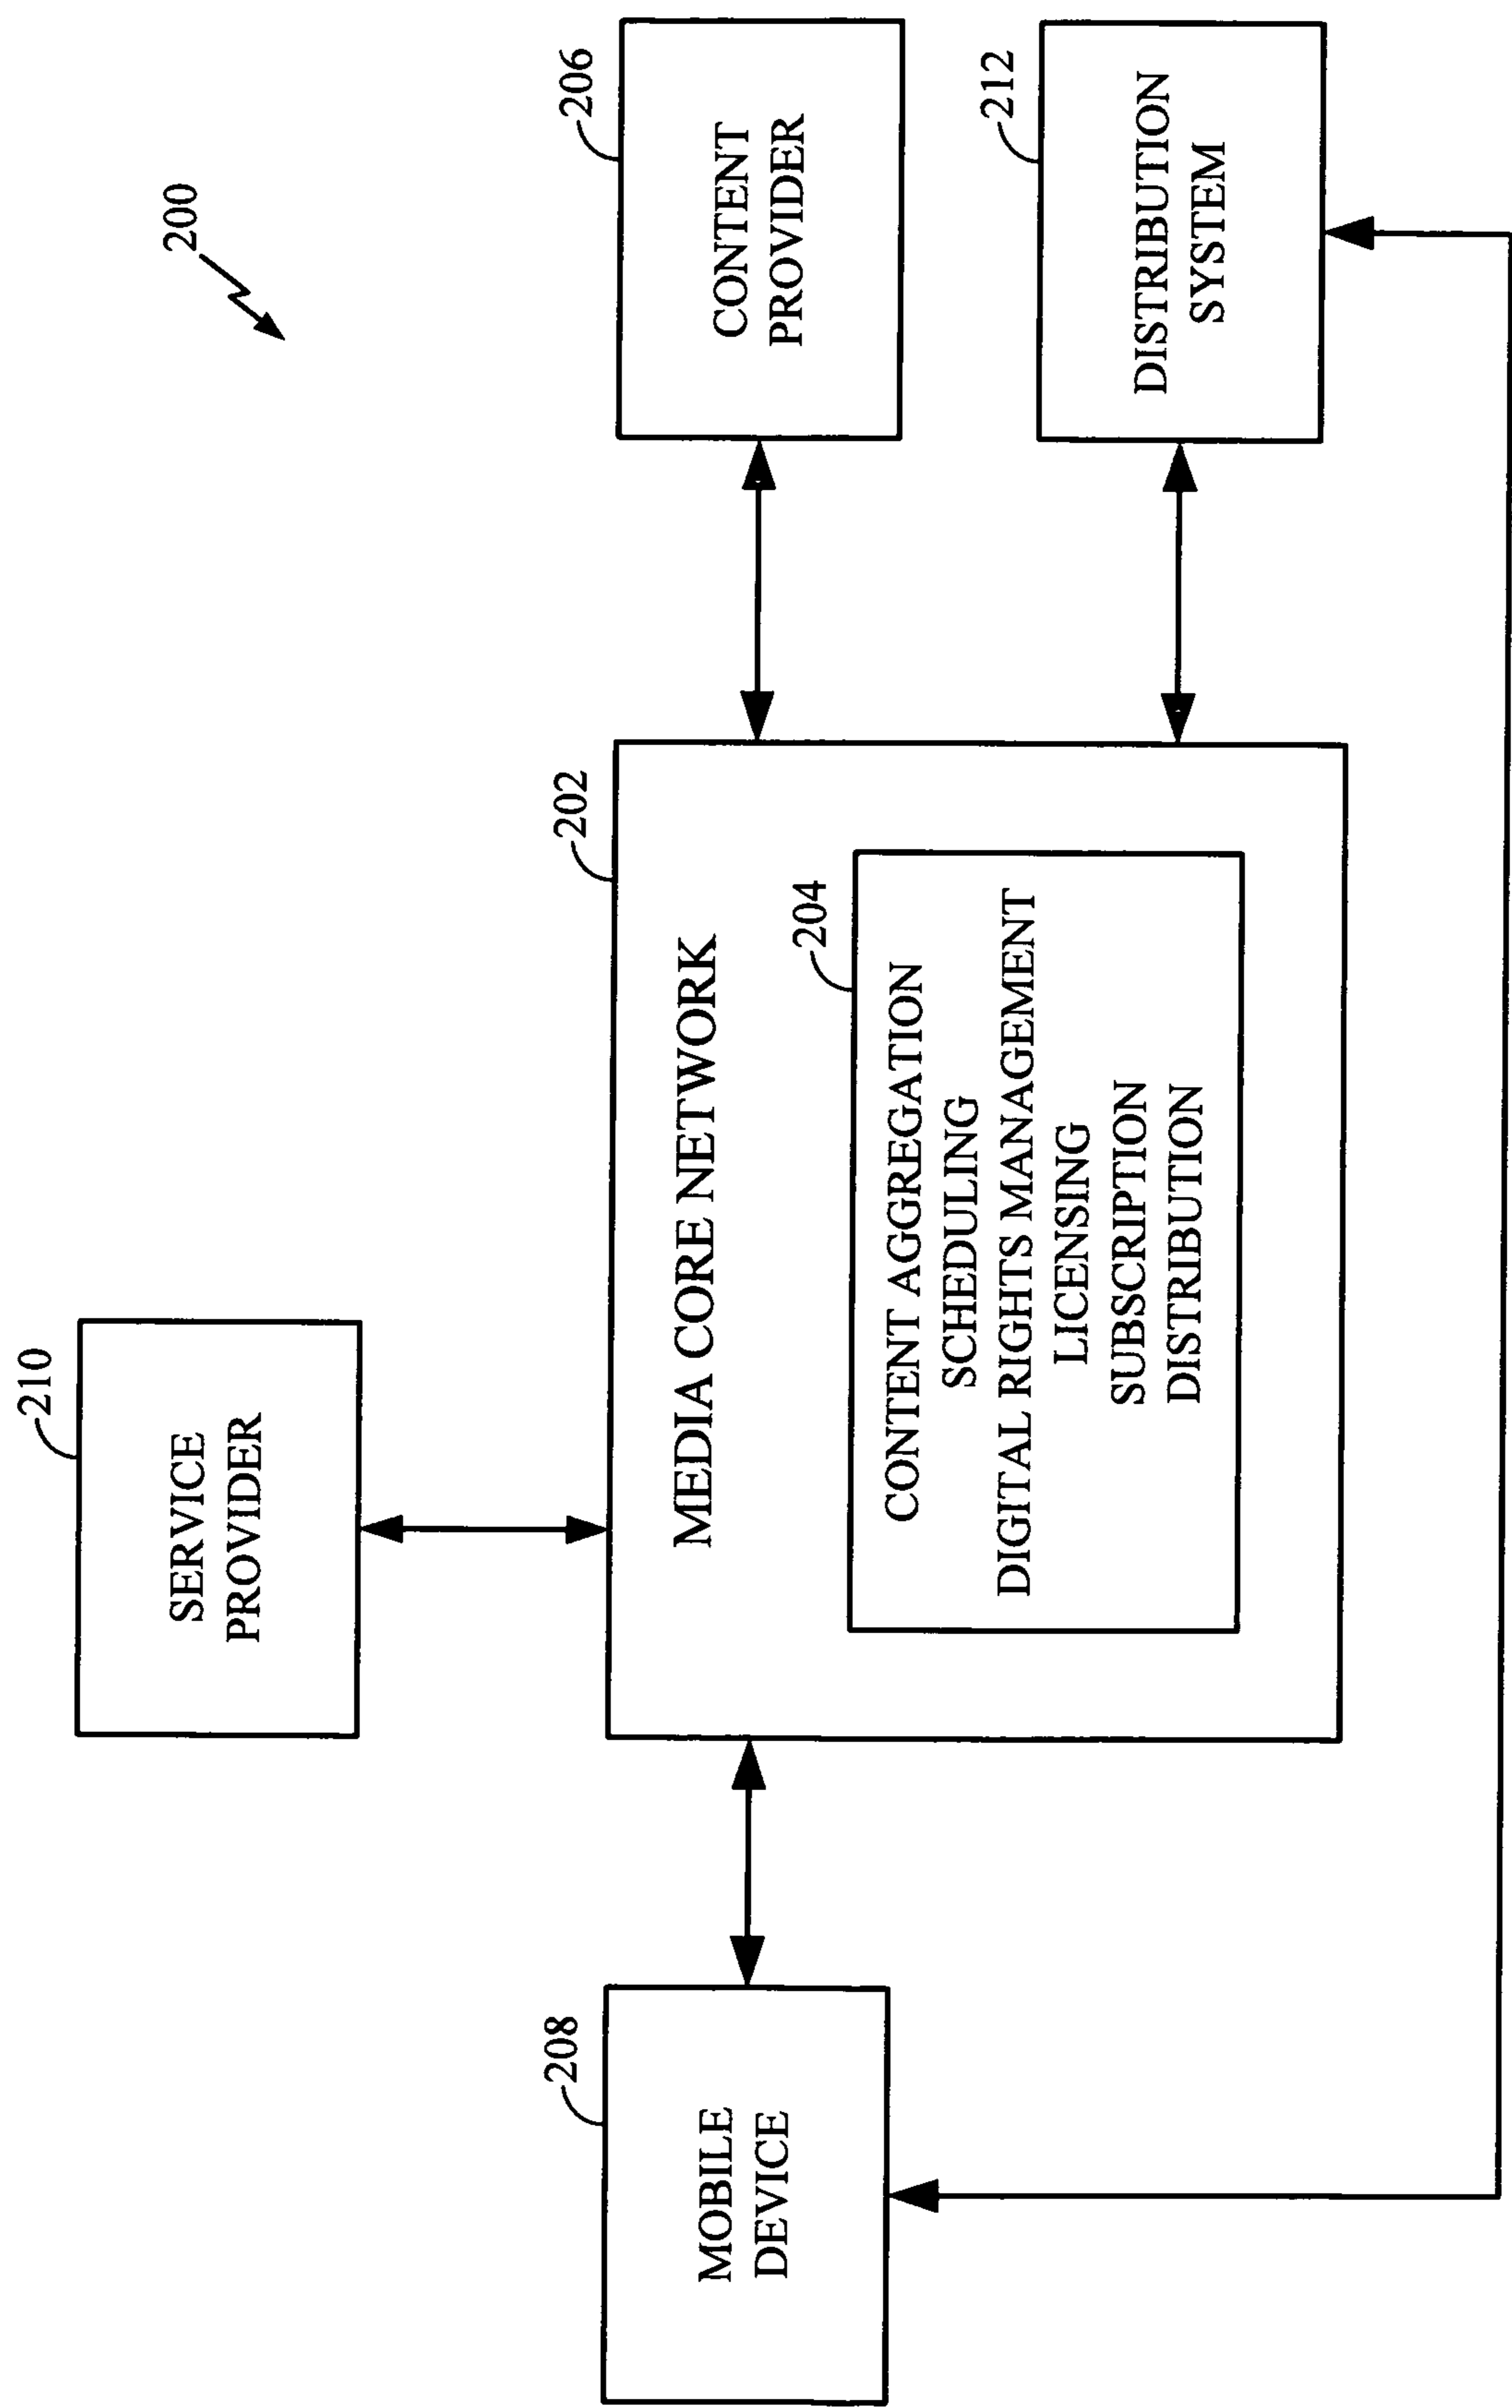 200
210
SERVICE
PROVIDER
208
MOBILE
DEVICE
202
MEDIA CORE NETWORK
204
CONTENT AGGREGATION
SCHEDULING
DIGITAL RIGHTS MANAGEMENT
LICENSING
SUBSCRIPTION
DISTRIBUTION
206
CONTENT
PROVIDER
212
DISTRIBUTION
SYSTEM